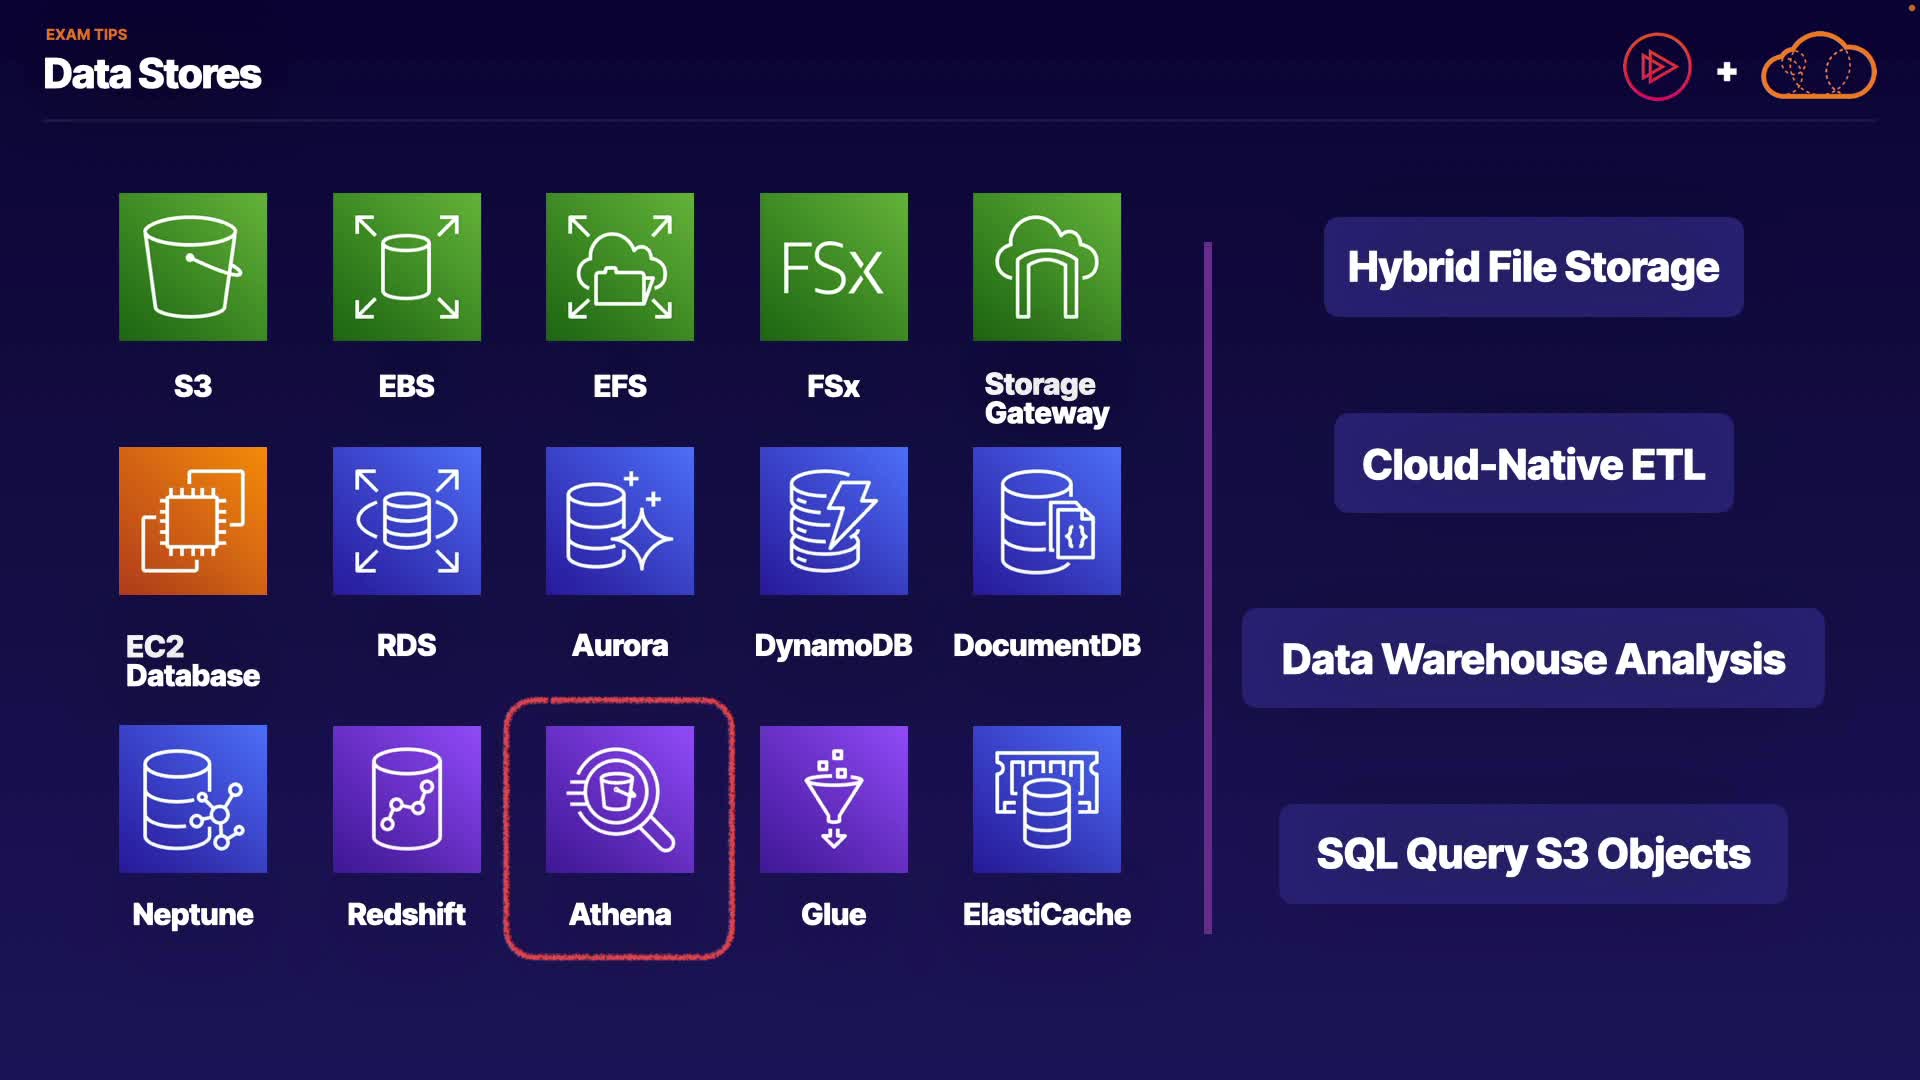 EXAM TIPS
Data Stores
FSx
S3
EBS
EFS
FSx
Storage
Gateway
EC2
Database
RDS
Aurora
DynamoDB
DocumentDB
Neptune
Redshift
Athena
Glue
ElastiCache
Hybrid File Storage
Cloud-Native ETL
Data Warehouse Analysis
SQL Query S3 Objects